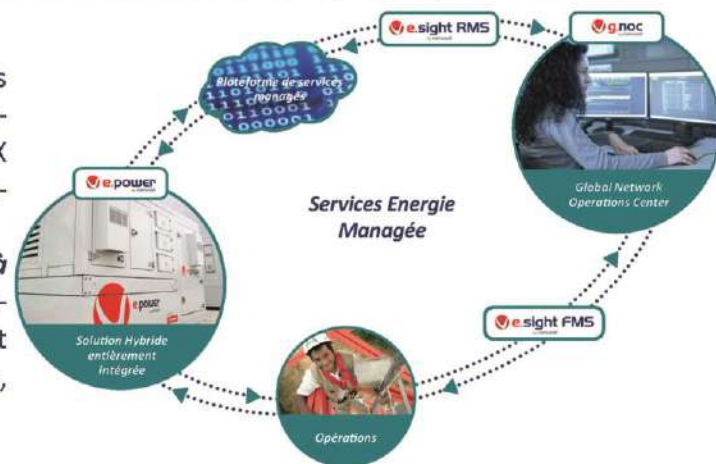 e.sight RMS
g.noc
Plateforme de services
managés
s
X
e.power
Services Energie
Managée
Global Network
Operations Center
à
e.power
e.sight FMS
Solution Hybride
entièrement
Intégrée
t
,
Opérations